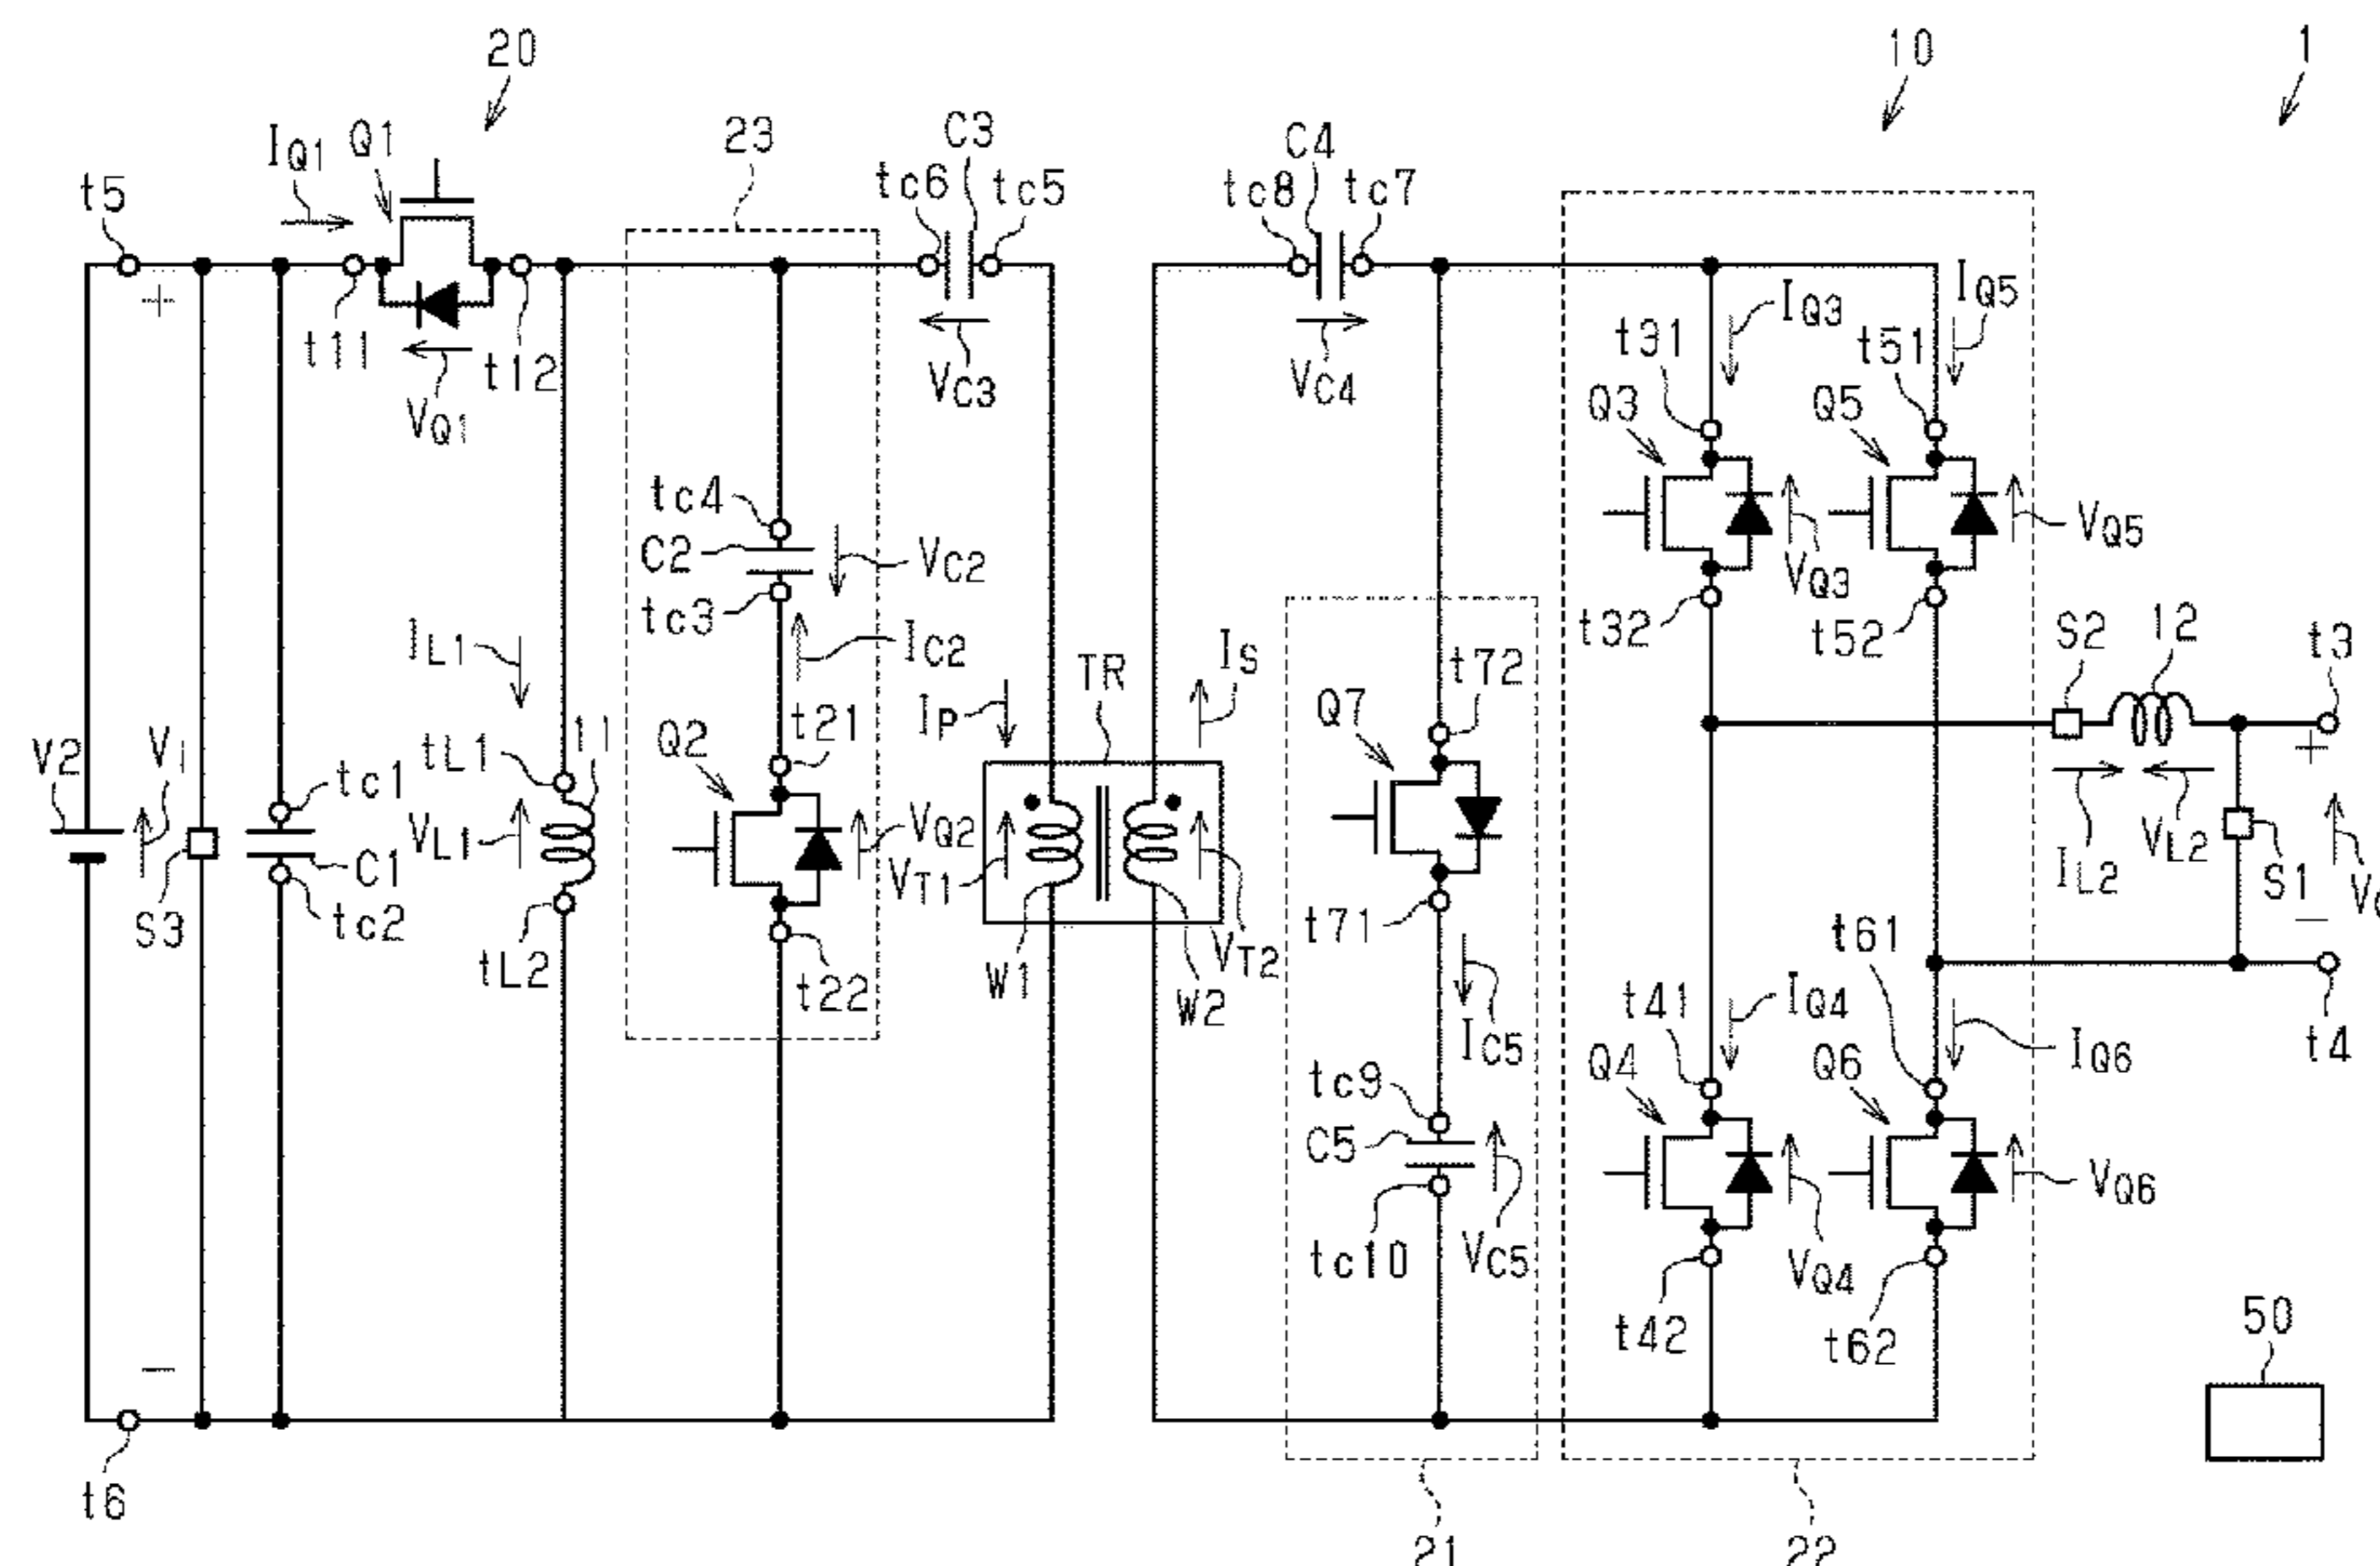 20
10
1
IQ1
Q1
23
C3
C4
t5
tc6
tc5
tc8
tc7
+
t11
t12
VQ1
VC3
VC4
IQ3
IQ5
t31
t51
Q3
Q5
tc4
C2
VC2
tc3
VQ3
VQ5
t32
t52
S2
12
t3
IL1
IC2
TR
IS
t72
V2
V1
tc1
tL1
11
Q2
t21
IP
Q7
+
VL1
VQ2
VT1
IL2
VL2
S1
S3
C1
tc2
t71
−
tL2
t22
W1
W2
VT2
t61
t41
IQ4
IC5
IQ6
t4
tc9
Q4
Q6
C5
tc10
VC5
VQ4
VQ6
t42
t62
50
−
t6
21
22